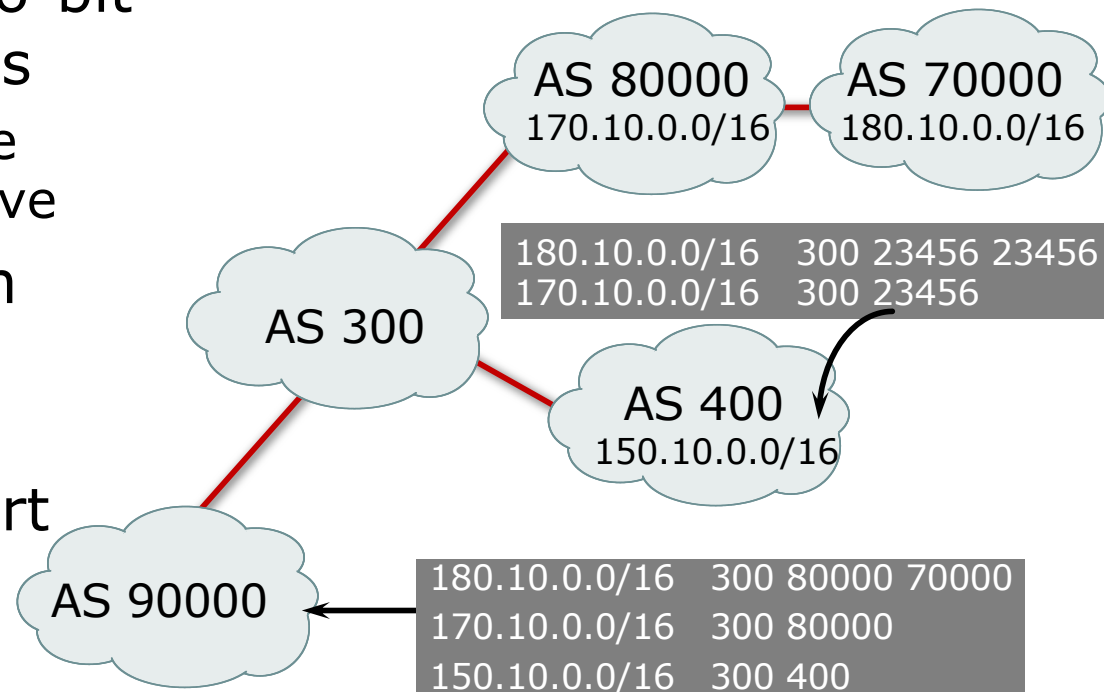 s
e
ve
rt
AS 80000
170.10.0.0/16
AS 70000
180.10.0.0/16
180.10.0.0/16 300 23456 23456
170.10.0.0/16 300 23456
AS 300
AS 400
150.10.0.0/16
AS 90000
180.10.0.0/16 300 80000 70000
170.10.0.0/16 300 80000
150.10.0.0/16 300 400